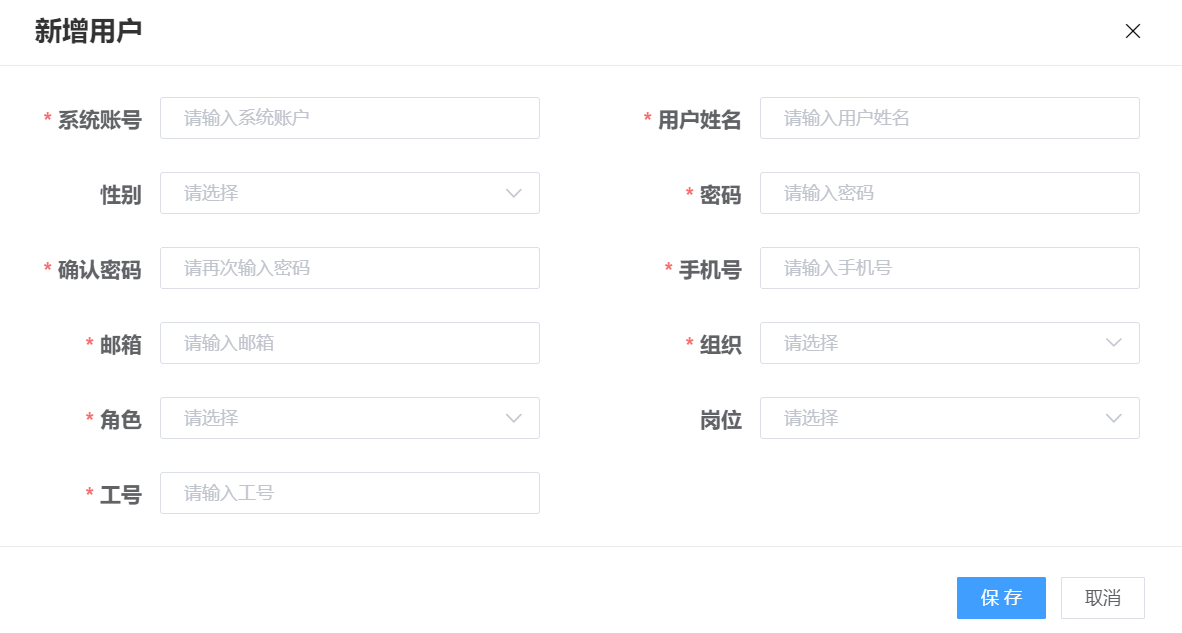 新增用户
* 系统账号 请输入系统账户 * 用户姓名 请输入用户姓名
性别 请选择 * 密码 请输入密码
* 确认密码 请再次输入密码 * 手机号 请输入手机号
* 邮箱 请输入邮箱 * 组织 请选择
* 角色 请选择 岗位 请选择
* 工号 请输入工号
保存 取消